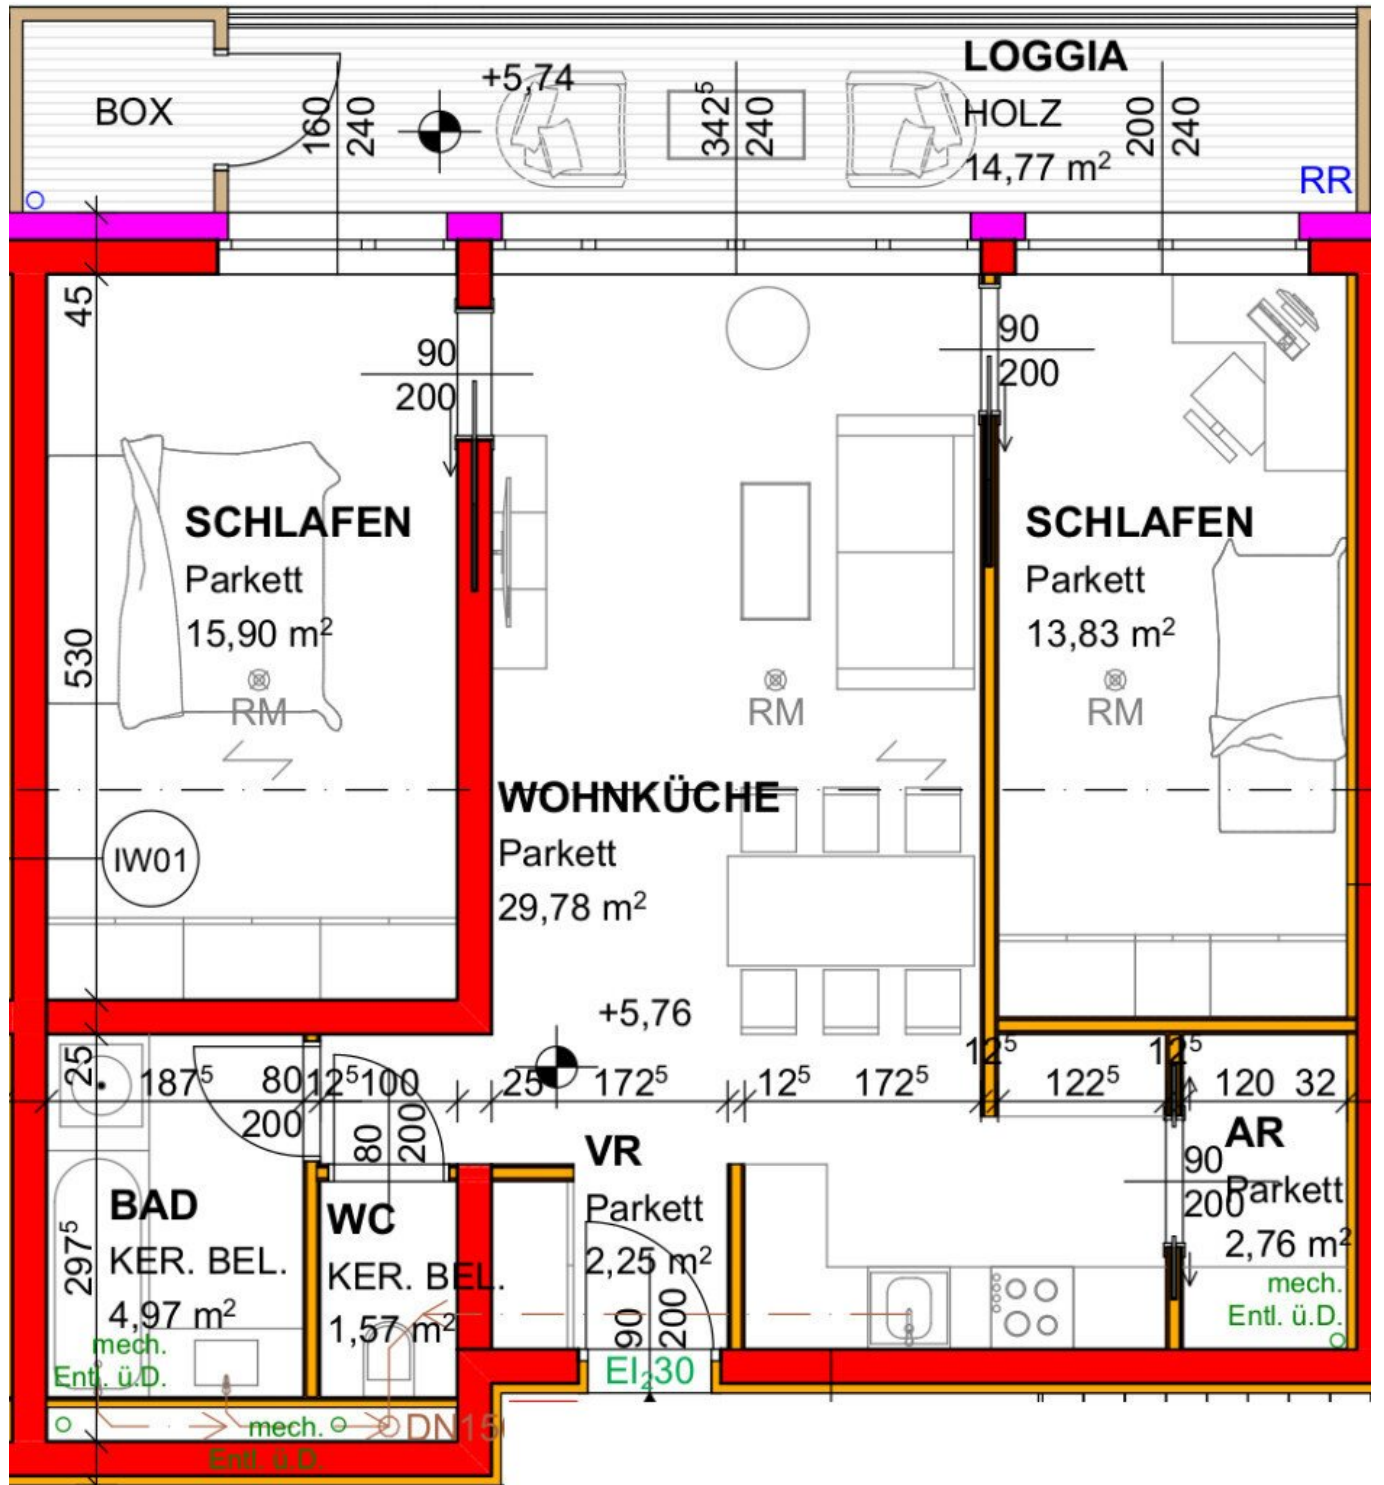 LOGGIA
HOLZ
14,77 m²
BOX
+5,74
160
240
342⁵
240
200
240
RR
45
90
200
90
200
SCHLAFEN
Parkett
15,90 m²
RM
530
IW01
WOHNKÜCHE
Parkett
29,78 m²
RM
+5,76
SCHLAFEN
Parkett
13,83 m²
RM
25
187⁵
80
200
12⁵
100
80
200
25
172⁵
12⁵
172⁵
12⁵
122⁵
12⁵
120
32
BAD
KER. BEL.
4,97 m²
297⁵
mech.
Entl. ü.D.
WC
KER. BEL.
1,57 m²
VR
Parkett
2,25 m²
90
200
EI₂30
AR
Parkett
2,76 m²
90
200
mech.
Entl. ü.D.
mech.
Entl. ü.D.
DN150